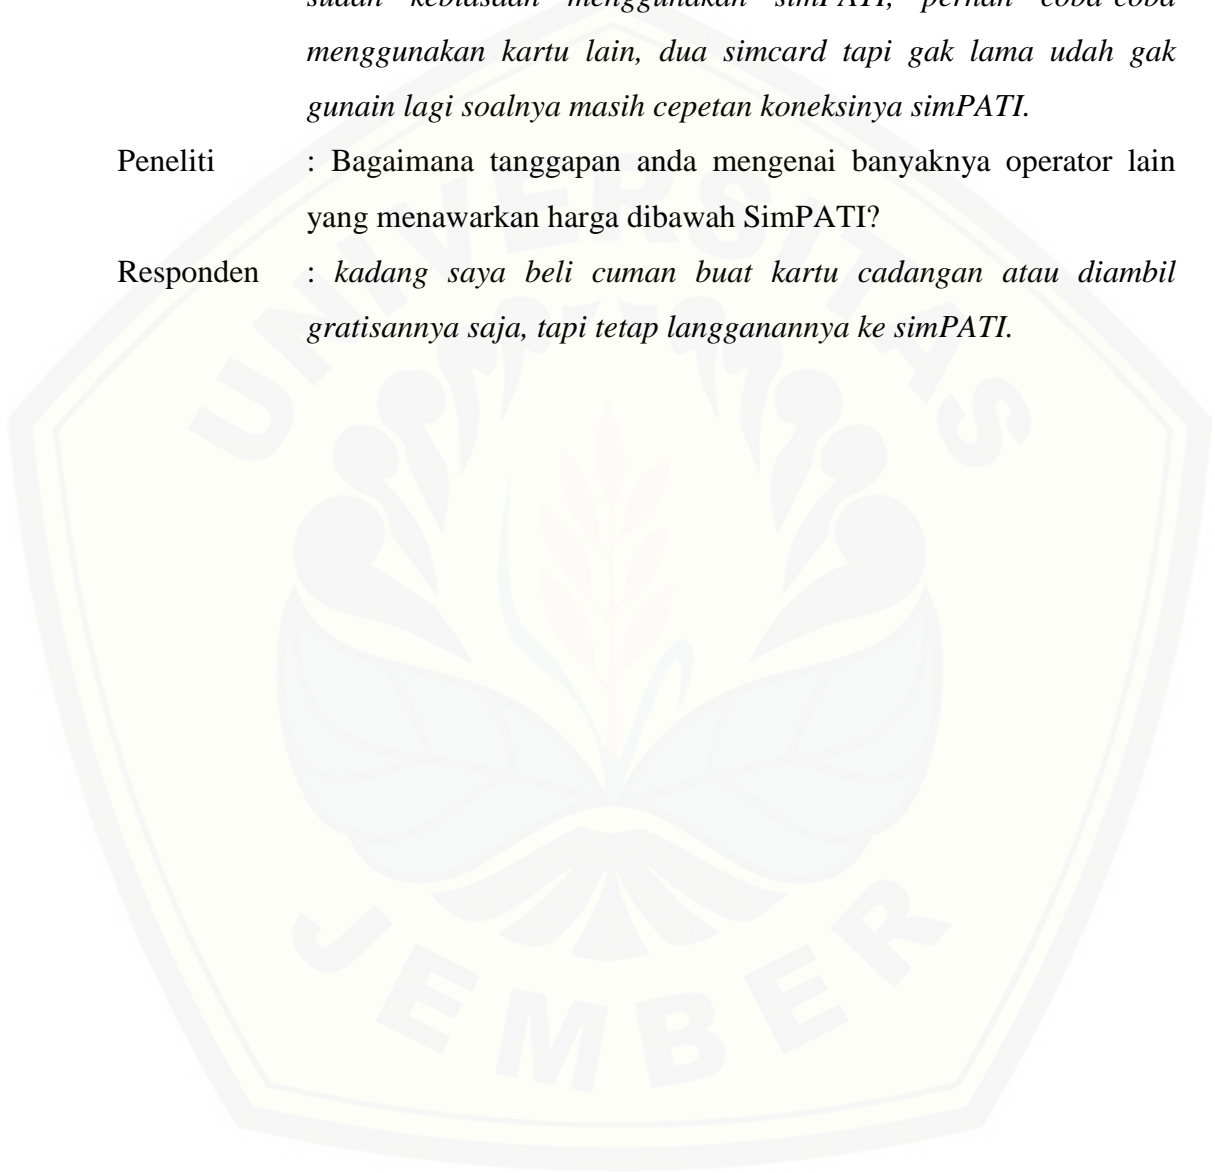 sudah kebiasaan menggunakan simPATI, pernah coba-coba
menggunakan kartu lain, dua simcard tapi gak lama udah gak
gunain lagi soalnya masih cepetan koneksinya simPATI.
Peneliti : Bagaimana tanggapan anda mengenai banyaknya operator lain
yang menawarkan harga dibawah SimPATI?
Responden : kadang saya beli cuman buat kartu cadangan atau diambil
gratisannya saja, tapi tetap langganannya ke simPATI.
UNIVERSITAS
JEMBER